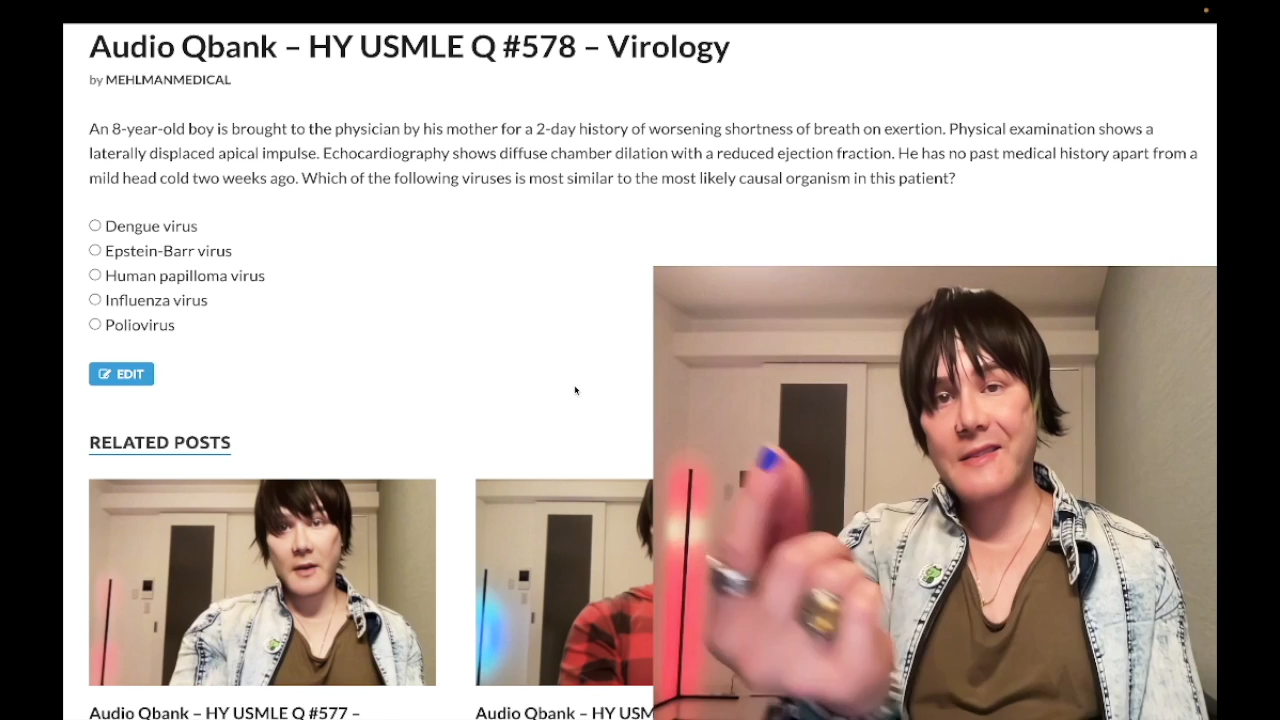 Audio Qbank – HY USMLE Q #578 – Virology
by MEHLMANMEDICAL
An 8-year-old boy is brought to the physician by his mother for a 2-day history of worsening shortness of breath on exertion. Physical examination shows a
laterally displaced apical impulse. Echocardiography shows diffuse chamber dilation with a reduced ejection fraction. He has no past medical history apart from a
mild head cold two weeks ago. Which of the following viruses is most similar to the most likely causal organism in this patient?
Dengue virus
Epstein-Barr virus
Human papilloma virus
Influenza virus
Poliovirus
EDIT
RELATED POSTS
Audio Qbank – HY USMLE Q #577 –
Audio Qbank – HY USM